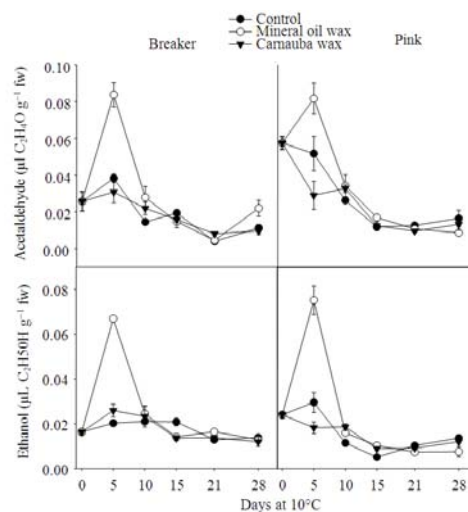 Control
Mineral oil wax
Carnauba wax
Breaker
Pink
Acetaldehyde (µl C₂H₄O g⁻¹ fw)
0.10
0.08
0.06
0.04
0.02
0.00
Ethanol (µL C₂H50H g⁻¹ fw)
0.08
0.06
0.04
0.02
0.00
0 5 10 15 21 28 0 5 10 15 21 28
Days at 10°C